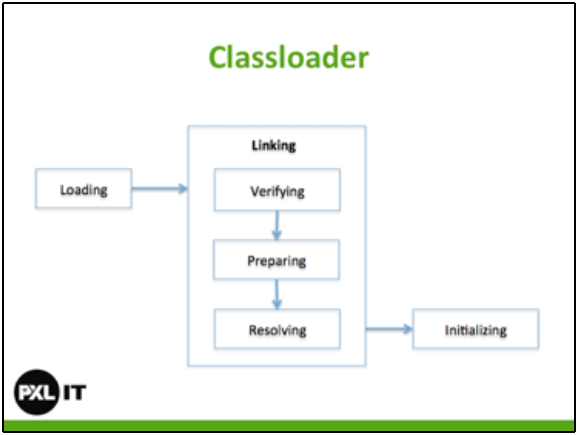 Classloader
Linking
Loading
Verifying
Preparing
Resolving
Initializing
PXL IT